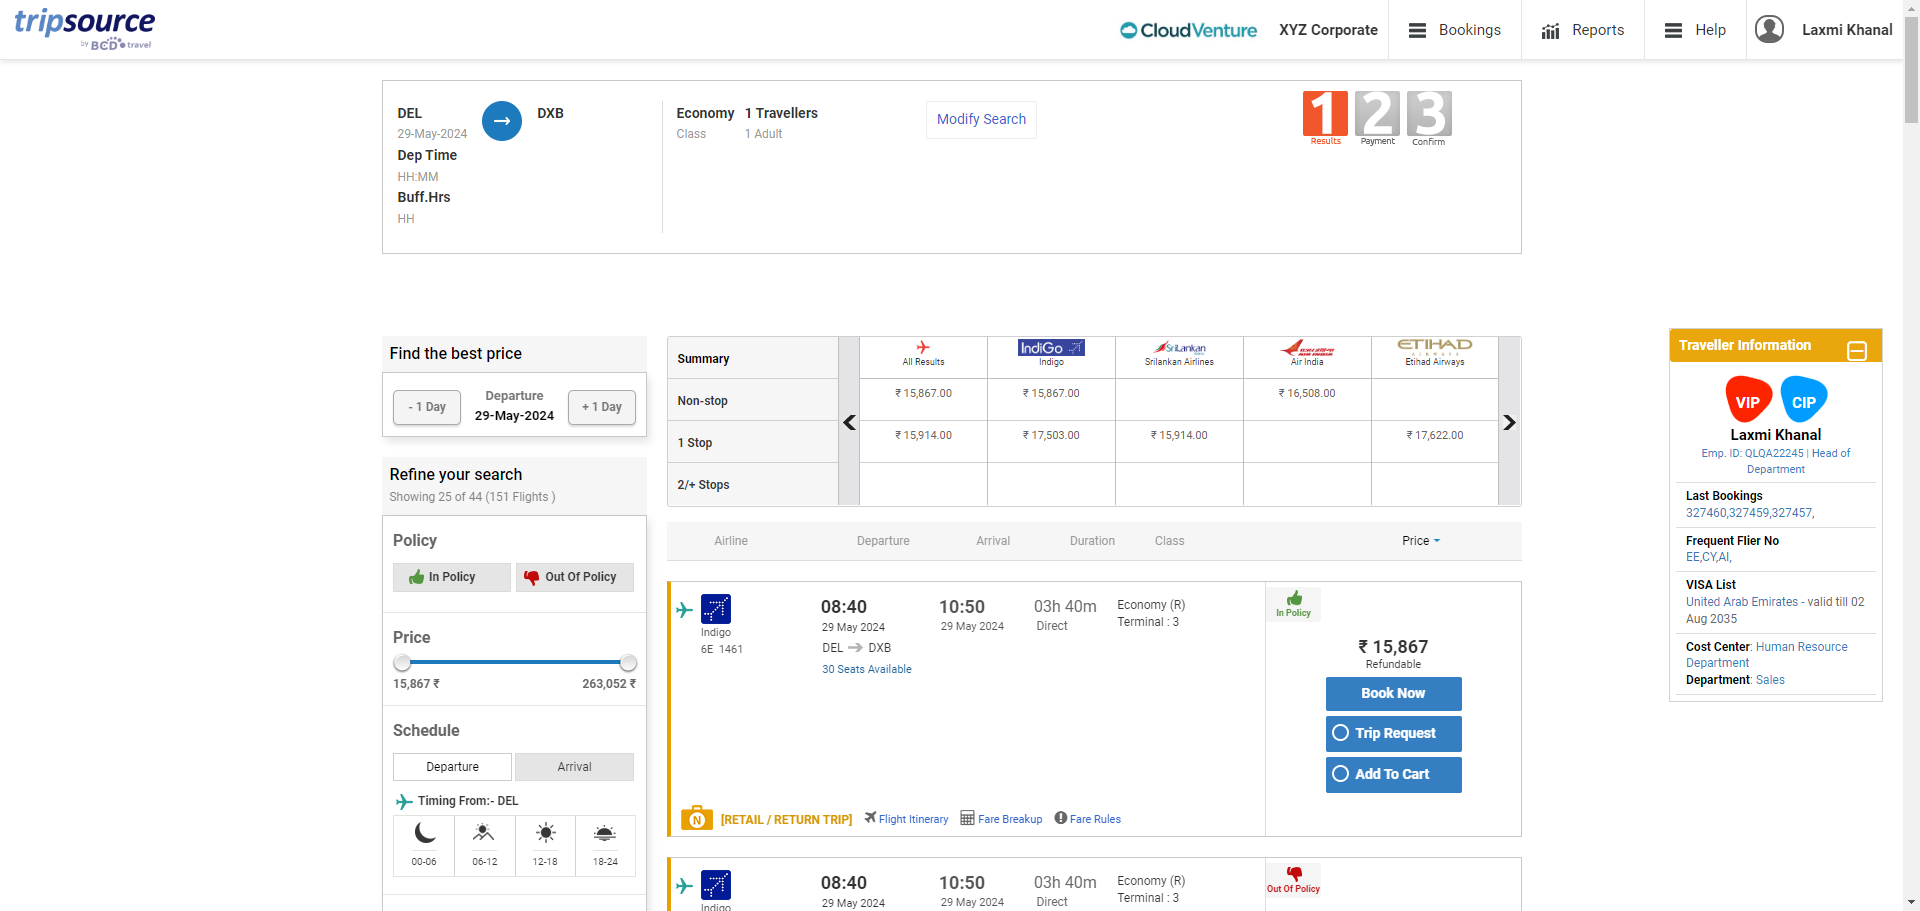 tripsource
by BCD travel
CloudVenture
XYZ Corporate
Bookings
Reports
Help
Laxmi Khanal
DEL
29-May-2024
DXB
Dep Time
HH:MM
Buff.Hrs
HH
Economy
Class
1 Travellers
1 Adult
Modify Search
1 2 3
Results Payment Confirm
Find the best price
- 1 Day
Departure
29-May-2024
+ 1 Day
Refine your search
Showing 25 of 44 (151 Flights )
Policy
In Policy
Out Of Policy
Price
15,867 ₹
263,052 ₹
Schedule
Departure
Arrival
Timing From:- DEL
00-06 06-12 12-18 18-24
Summary
All Results
IndiGo
Indigo
SriLankan
Srilankan Airlines
AIR INDIA
Air India
ETIHAD
AIRWAYS
Etihad Airways
Non-stop ₹ 15,867.00 ₹ 15,867.00 ₹ 16,508.00
1 Stop ₹ 15,914.00 ₹ 17,503.00 ₹ 15,914.00 ₹ 17,622.00
2/+ Stops
Airline Departure Arrival Duration Class Price
Indigo
6E 1461
08:40
29 May 2024
DEL DXB
30 Seats Available
10:50
29 May 2024
03h 40m
Direct
Economy (R)
Terminal : 3
In Policy
₹ 15,867
Refundable
Book Now
Trip Request
Add To Cart
N
[RETAIL / RETURN TRIP]
Flight Itinerary
Fare Breakup
Fare Rules
Indigo
08:40
29 May 2024
10:50
29 May 2024
03h 40m
Direct
Economy (R)
Terminal : 3
Out Of Policy
Traveller Information
VIP CIP
Laxmi Khanal
Emp. ID: QLQA22245 | Head of
Department
Last Bookings
327460,327459,327457,
Frequent Flier No
EE,CY,AI,
VISA List
United Arab Emirates - valid till 02
Aug 2035
Cost Center: Human Resource
Department
Department: Sales